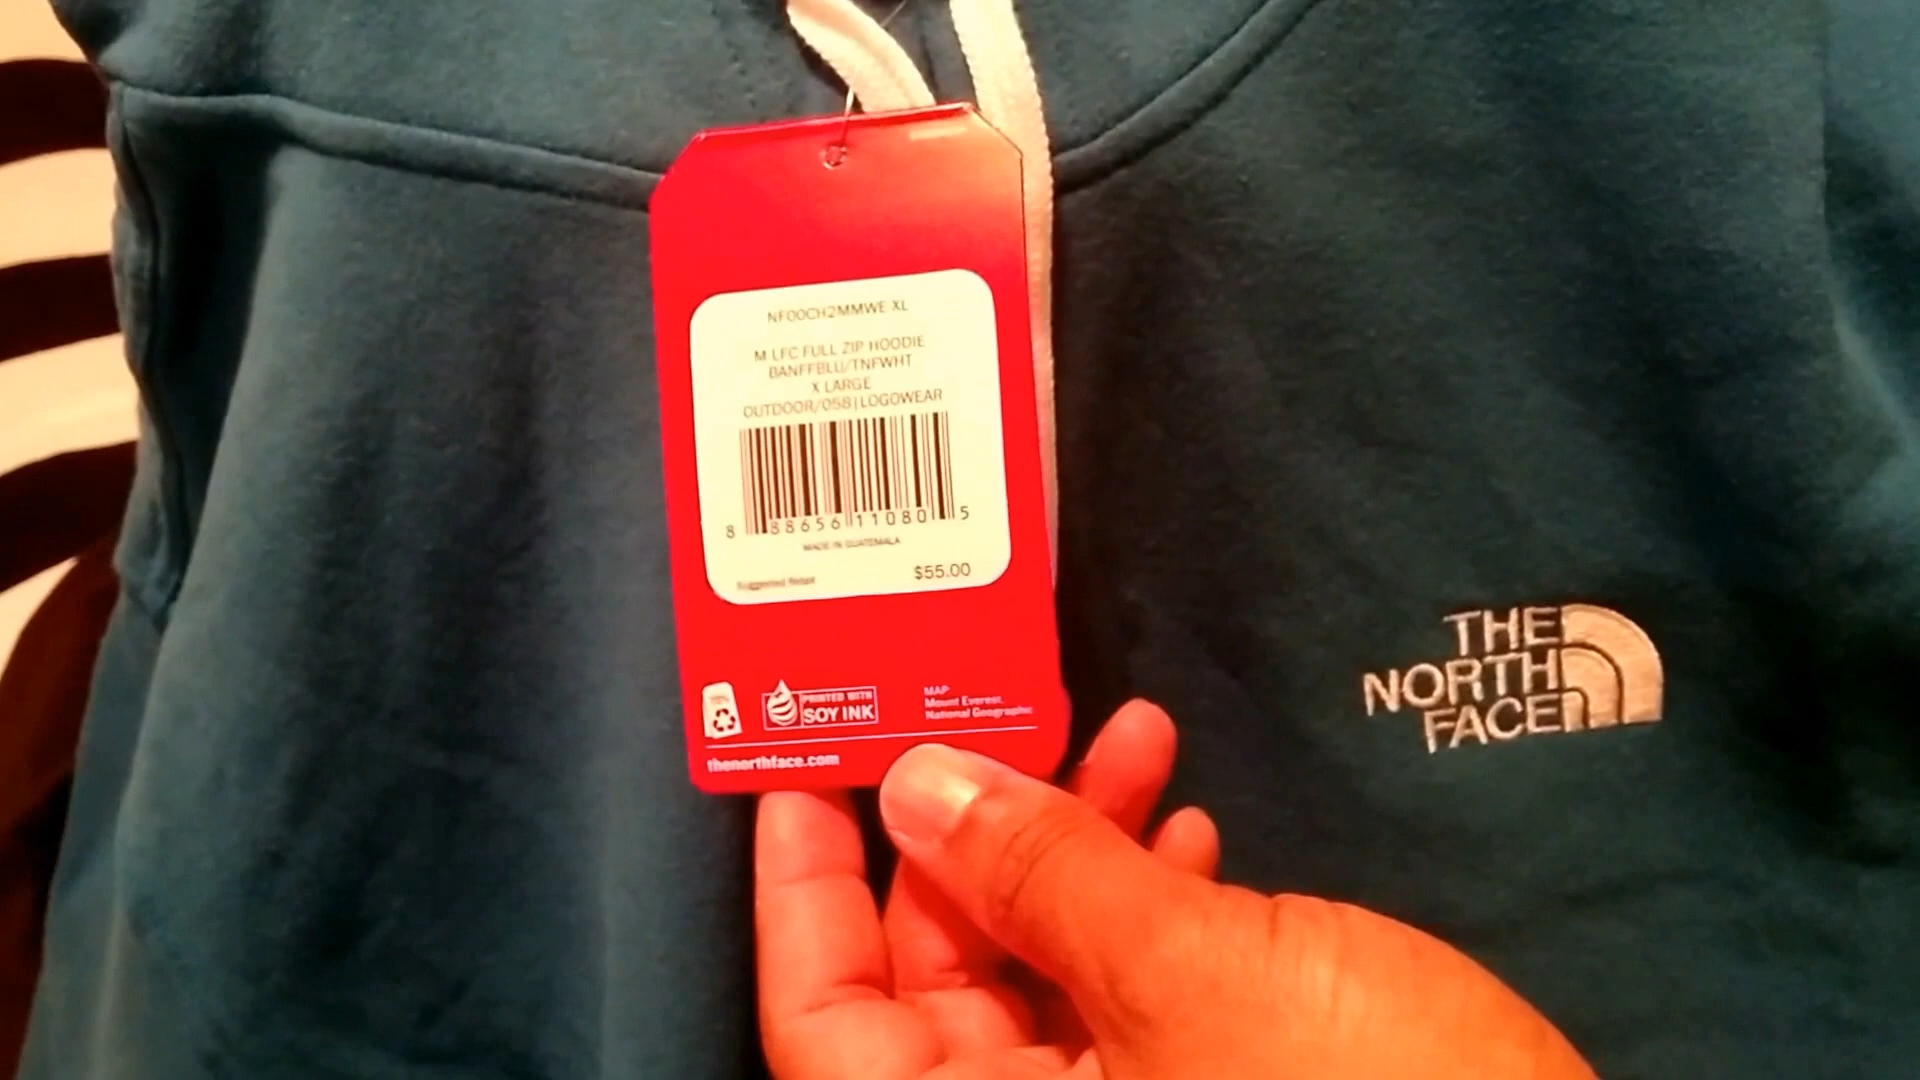 NF00CH2MMWE XL
M LFC FULL ZIP HOODIE
BANFFBLU/TNFWHT
X LARGE
OUTDOOR/058|LOGOWEAR
8 88656 11080 5
MADE IN GUATEMALA
Suggested Retail $55.00
100%
PRINTED WITH
SOY INK
MAP
Mount Everest,
National Geographic
thenorthface.com
THE
NORTH
FACE